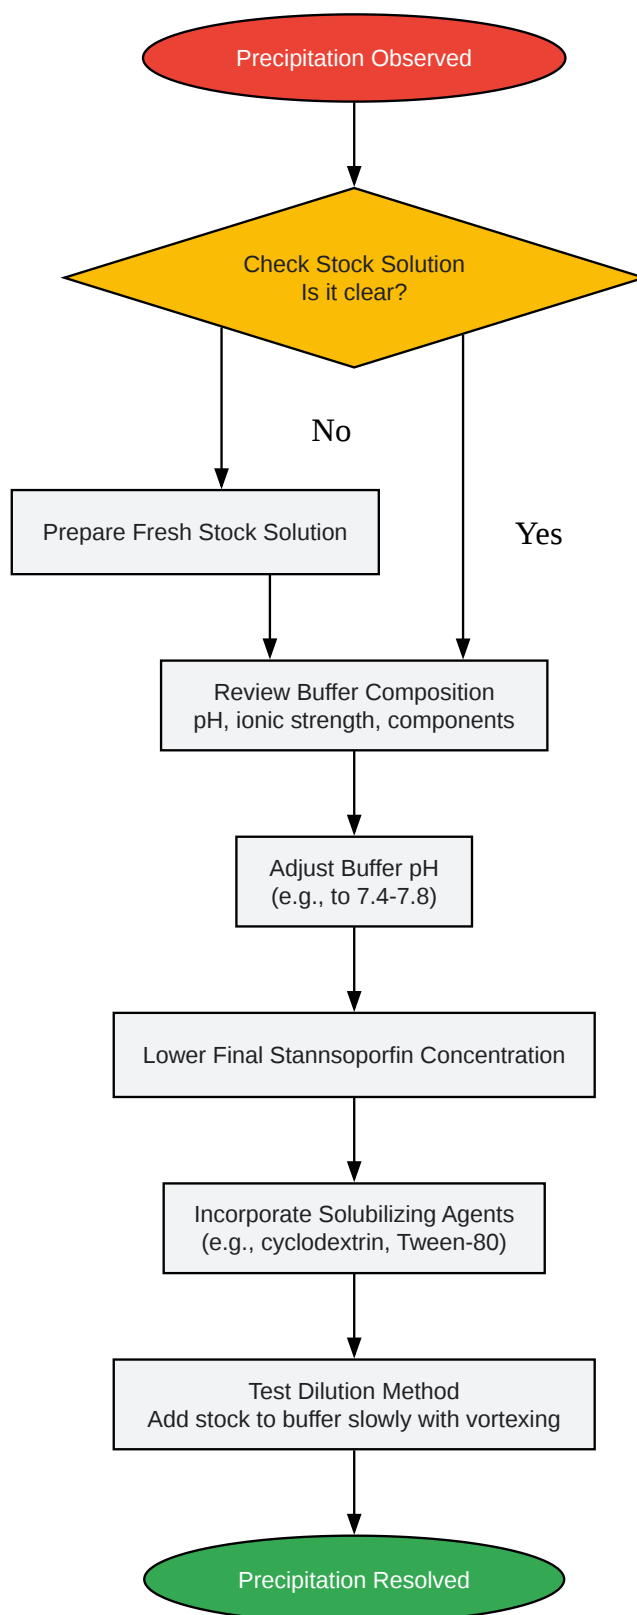 Precipitation Observed
Check Stock Solution
Is it clear?
No
Prepare Fresh Stock Solution
Yes
Review Buffer Composition
pH, ionic strength, components
Adjust Buffer pH
(e.g., to 7.4-7.8)
Lower Final Stannsoporfin Concentration
Incorporate Solubilizing Agents
(e.g., cyclodextrin, Tween-80)
Test Dilution Method
Add stock to buffer slowly with vortexing
Precipitation Resolved